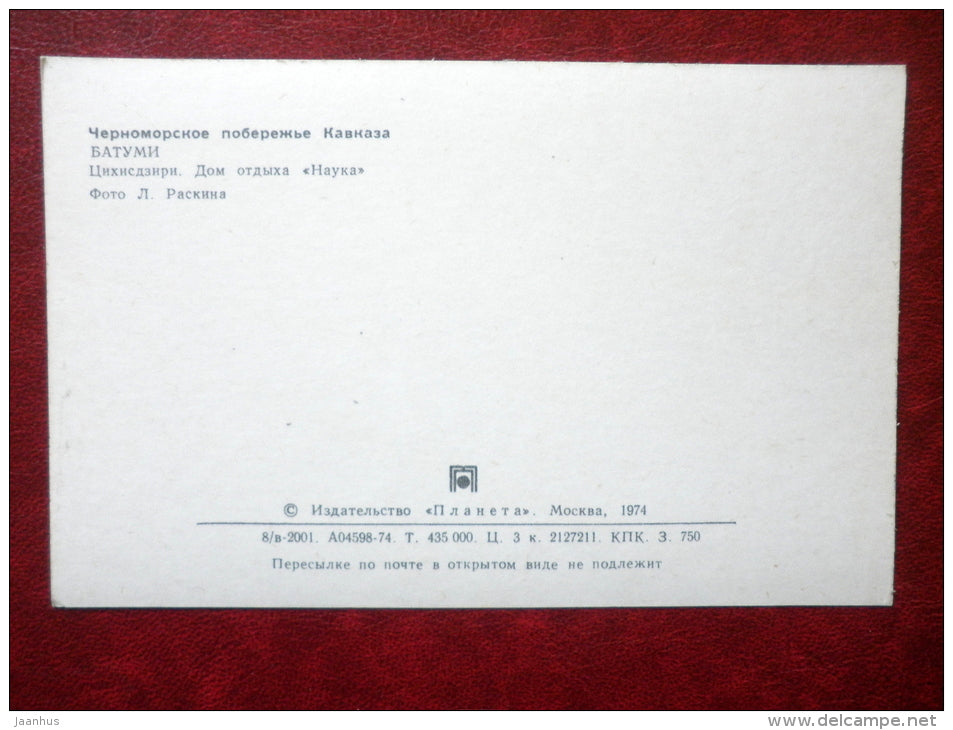 Черноморское побережье Кавказа
БАТУМИ
Цихисдзири. Дом отдыха «Наука»
Фото Л. Раскина
© Издательство «Планета». Москва, 1974
8/в-2001. А04598-74. Т. 435 000. Ц. 3 к. 2127211. КПК. З. 750
Пересылке по почте в открытом виде не подлежит
jaanhus
www.delcampe.net